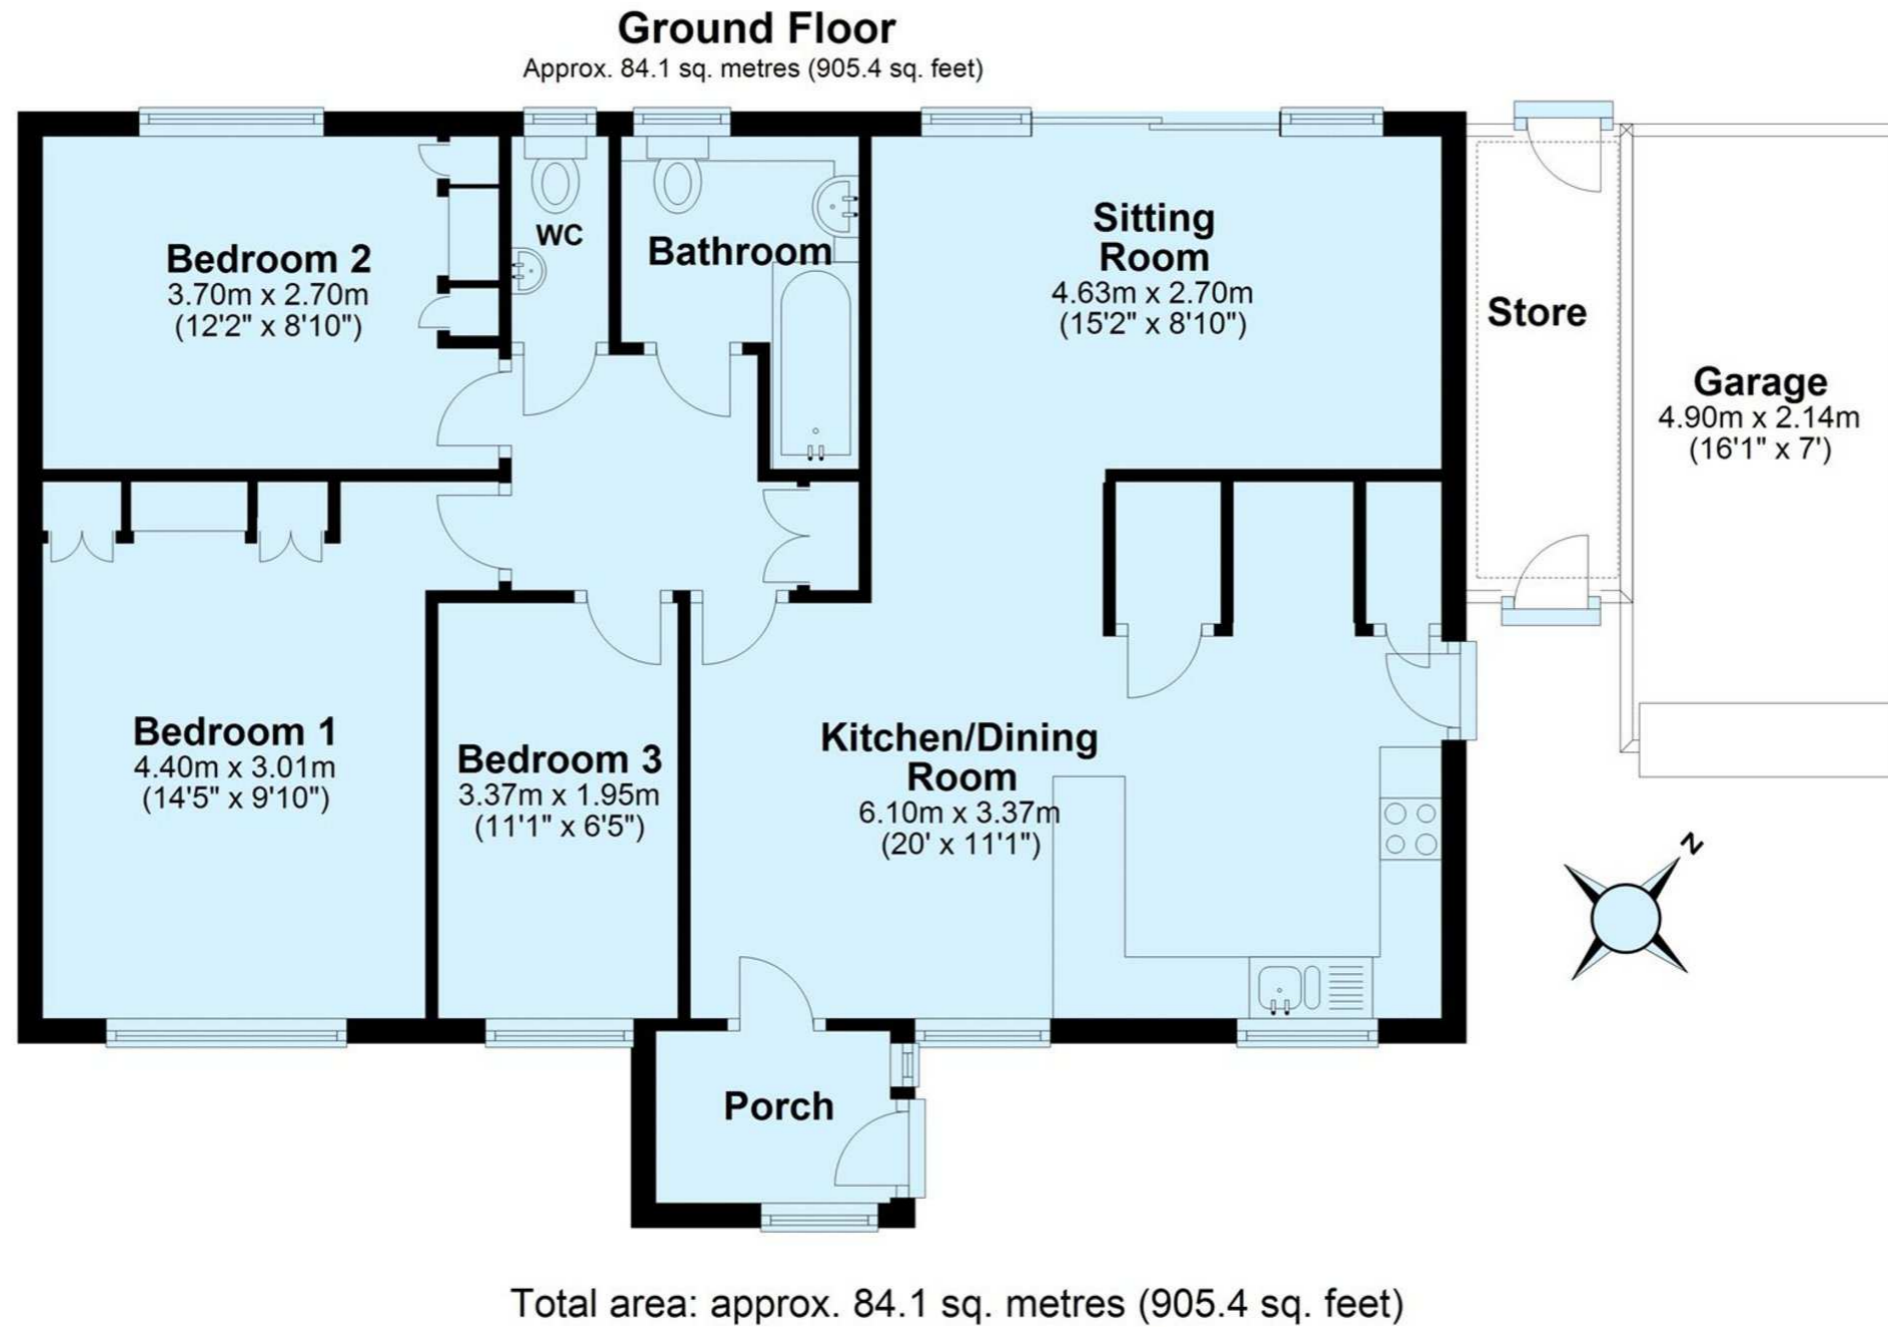 Ground Floor
Approx. 84.1 sq. metres (905.4 sq. feet)
Bedroom 2
3.70m x 2.70m
(12'2" x 8'10")
WC
Bathroom
Sitting
Room
4.63m x 2.70m
(15'2" x 8'10")
Store
Garage
4.90m x 2.14m
(16'1" x 7')
Bedroom 1
4.40m x 3.01m
(14'5" x 9'10")
Bedroom 3
3.37m x 1.95m
(11'1" x 6'5")
Kitchen/Dining
Room
6.10m x 3.37m
(20' x 11'1")
N
Porch
Total area: approx. 84.1 sq. metres (905.4 sq. feet)